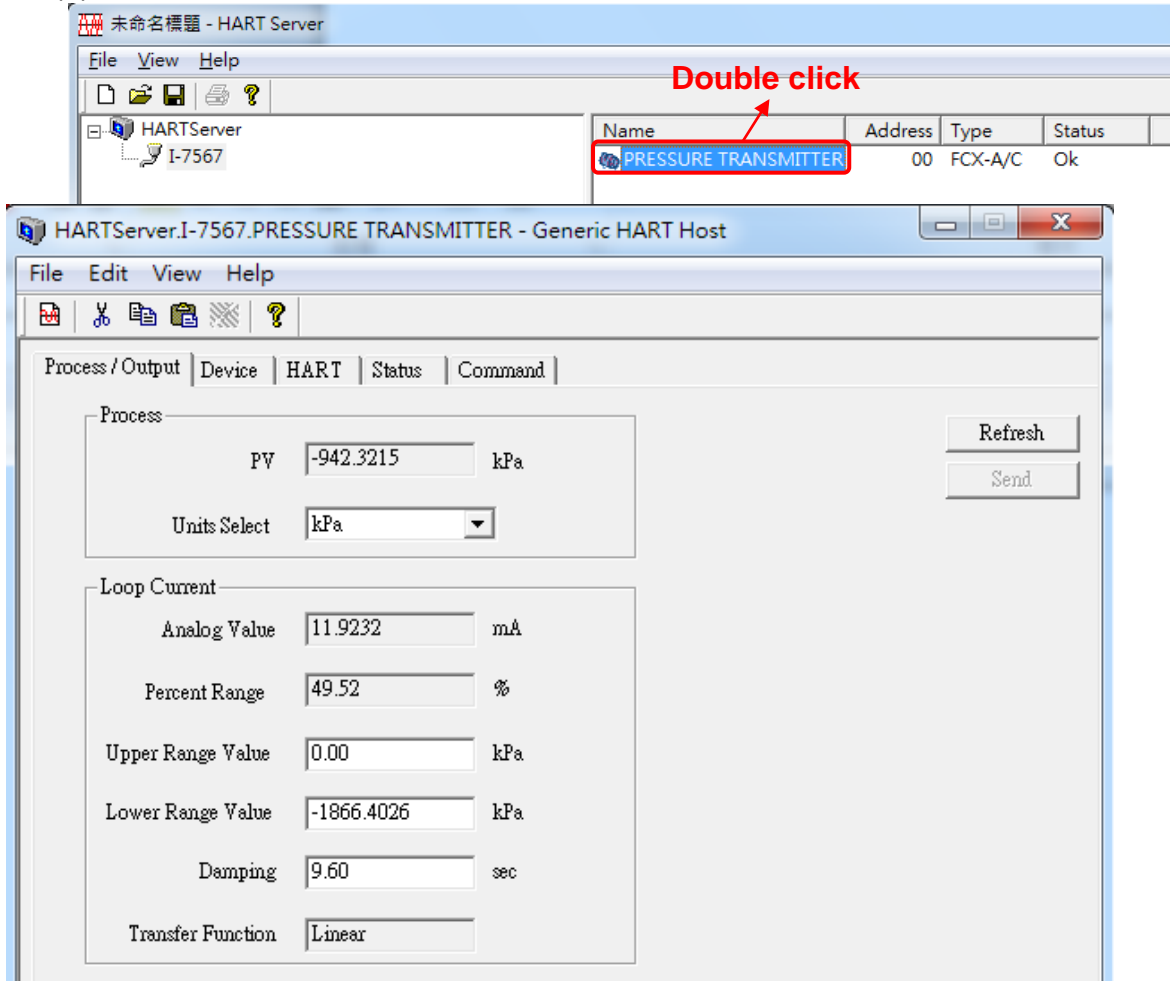 未命名標題 - HART Server
File View Help
Double click
HARTServer
I-7567
Name Address Type Status
PRESSURE TRANSMITTER 00 FCX-A/C Ok
HARTServer.I-7567.PRESSURE TRANSMITTER - Generic HART Host
File Edit View Help
Process / Output Device HART Status Command
Process
Refresh
PV -942.3215 kPa
Send
Units Select kPa
Loop Current
Analog Value 11.9232 mA
Percent Range 49.52 %
Upper Range Value 0.00 kPa
Lower Range Value -1866.4026 kPa
Damping 9.60 sec
Transfer Function Linear